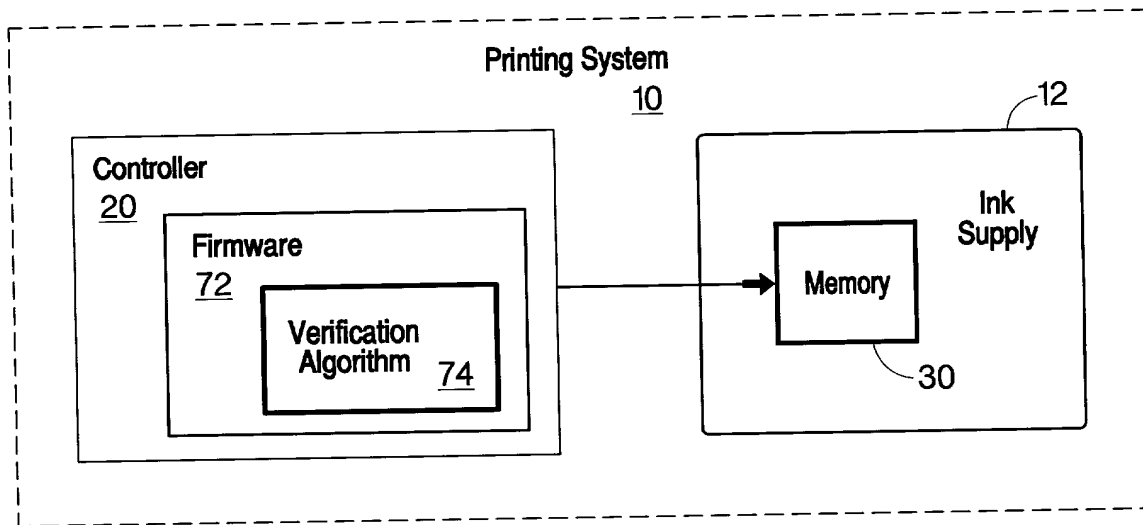 Printing System
10
12
Controller
20
Firmware
72
Verification
Algorithm
74
Ink
Supply
Memory
30